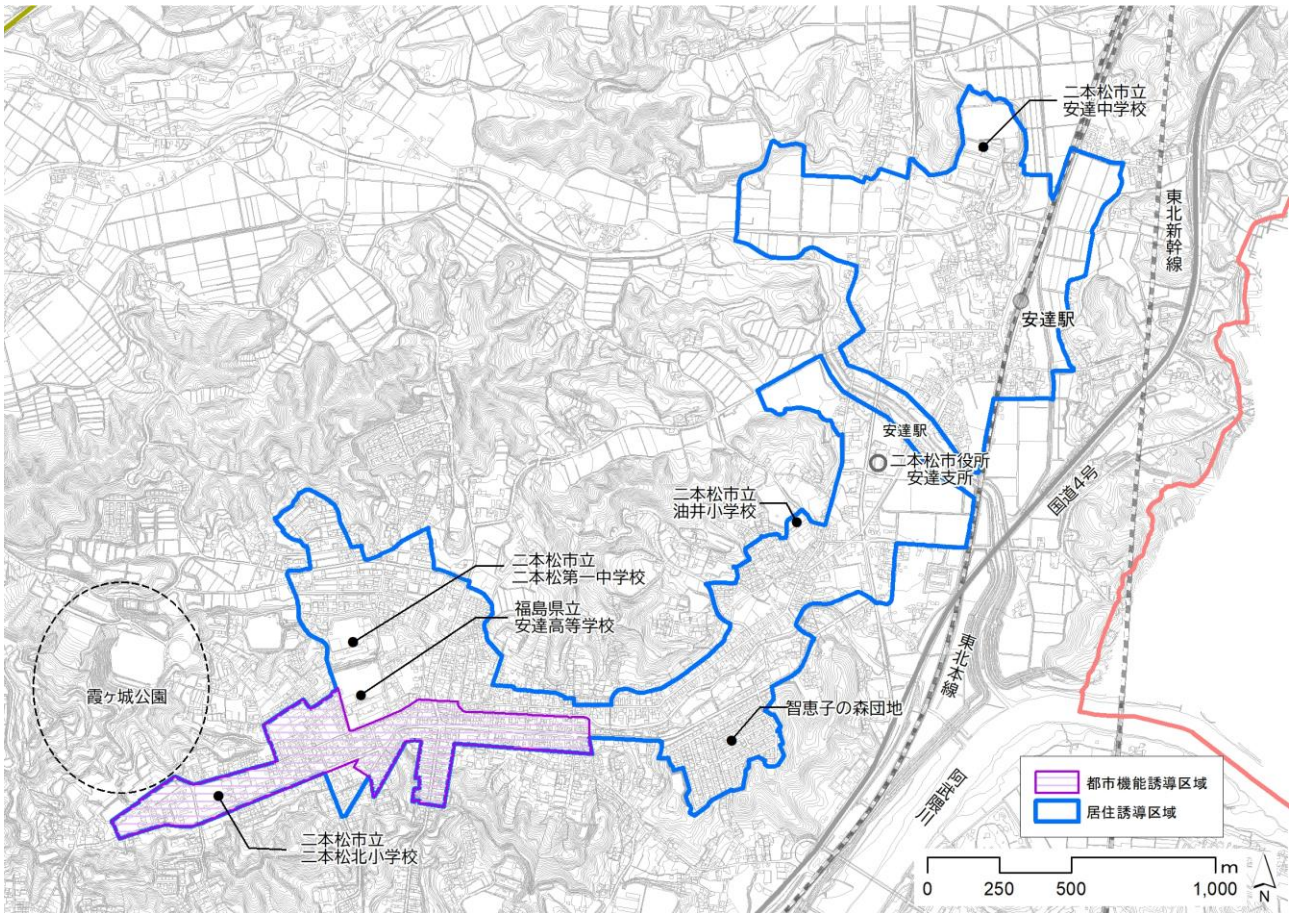 二本松市立
安達中学校
東北新幹線
安達駅
安達駅
二本松市役所
安達支所
国道4号
二本松市立
油井小学校
二本松市立
二本松第一中学校
福島県立
安達高等学校
霞ヶ城公園
東北本線
智恵子の森団地
阿武隈川
二本松市立
二本松北小学校
都市機能誘導区域
居住誘導区域
0 250 500 1,000 m
N